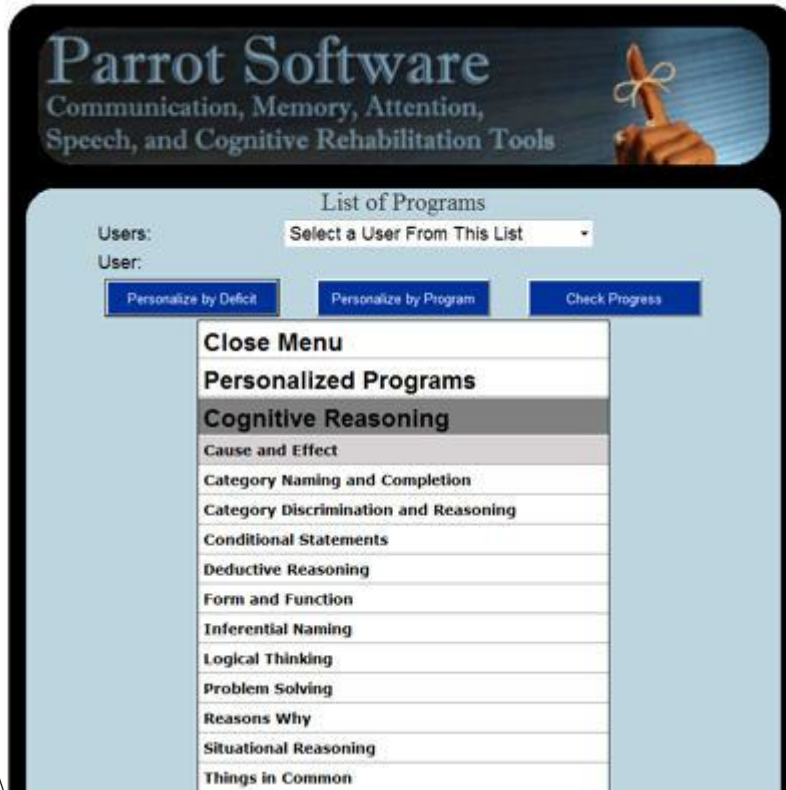 Parrot Software
Communication, Memory, Attention,
Speech, and Cognitive Rehabilitation Tools
List of Programs
Users: Select a User From This List
User:
Personalize by Deficit Personalize by Program Check Progress
Close Menu
Personalized Programs
Cognitive Reasoning
Cause and Effect
Category Naming and Completion
Category Discrimination and Reasoning
Conditional Statements
Deductive Reasoning
Form and Function
Inferential Naming
Logical Thinking
Problem Solving
Reasons Why
Situational Reasoning
Things in Common